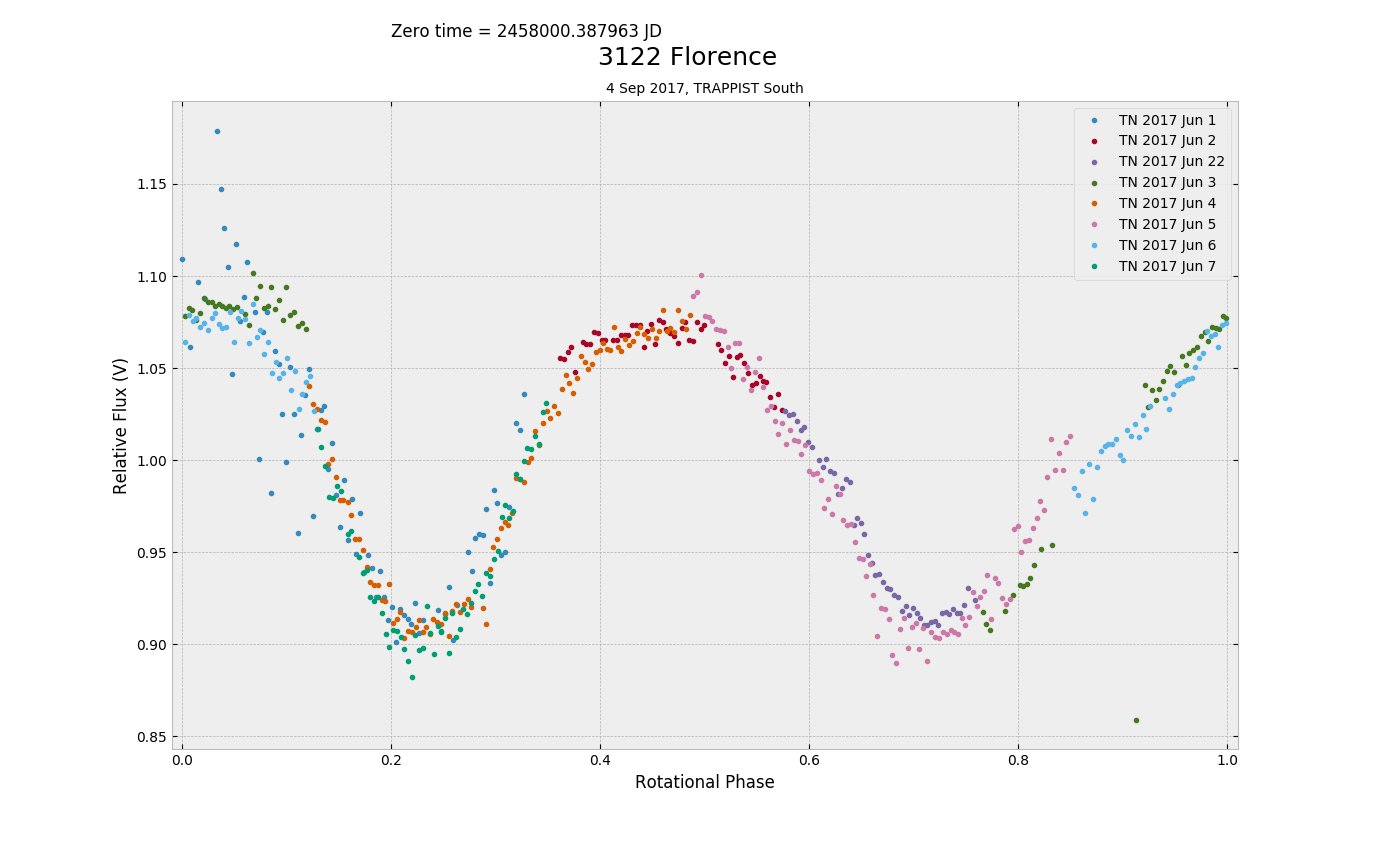 Zero time = 2458000.387963 JD
3122 Florence
4 Sep 2017, TRAPPIST South
TN 2017 Jun 1
TN 2017 Jun 2
TN 2017 Jun 22
TN 2017 Jun 3
TN 2017 Jun 4
TN 2017 Jun 5
TN 2017 Jun 6
TN 2017 Jun 7
Relative Flux (V)
1.15
1.10
1.05
1.00
0.95
0.90
0.85
0.0 0.2 0.4 0.6 0.8 1.0
Rotational Phase